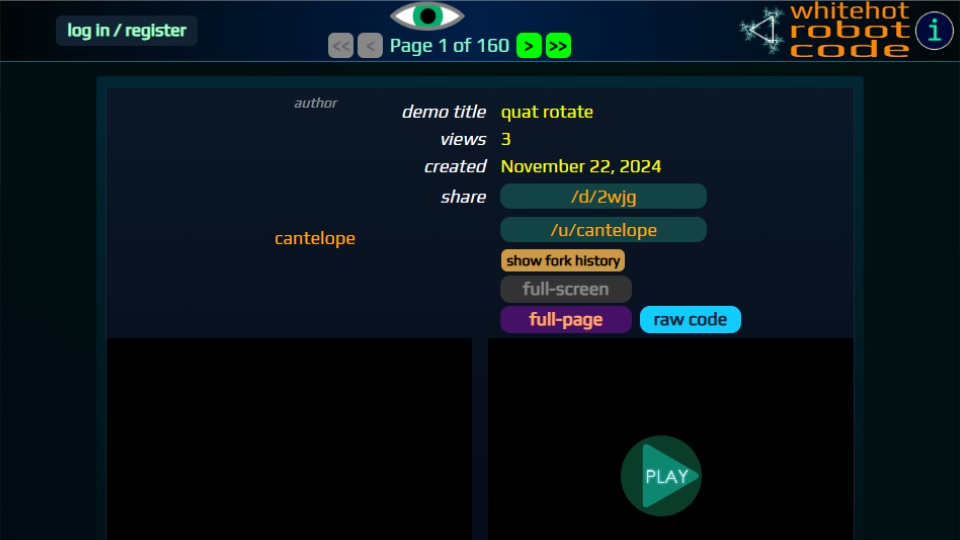 log in / register
<< < Page 1 of 160 > >>
whitehot
robot
code
i
author
demo title quat rotate
views 3
created November 22, 2024
share /d/2wjg
/u/cantelope
cantelope
show fork history
full-screen
full-page raw code
PLAY